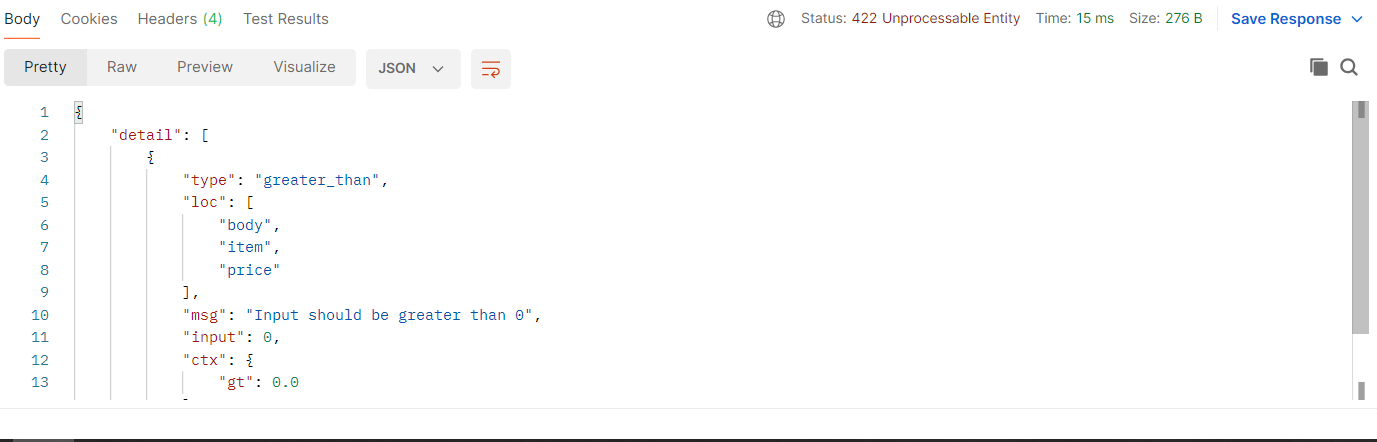 Body Cookies Headers (4) Test Results Status: 422 Unprocessable Entity Time: 15 ms Size: 276 B Save Response
Pretty Raw Preview Visualize JSON
1 {
2 "detail": [
3 {
4 "type": "greater_than",
5 "loc": [
6 "body",
7 "item",
8 "price"
9 ],
10 "msg": "Input should be greater than 0",
11 "input": 0,
12 "ctx": {
13 "gt": 0.0